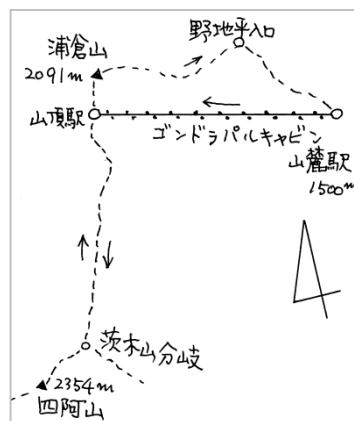 野地平入口
浦倉山
2091m
山頂駅
ゴンドラパルキャビン
山麓駅
1500m
茨木山分岐
2354m
四阿山